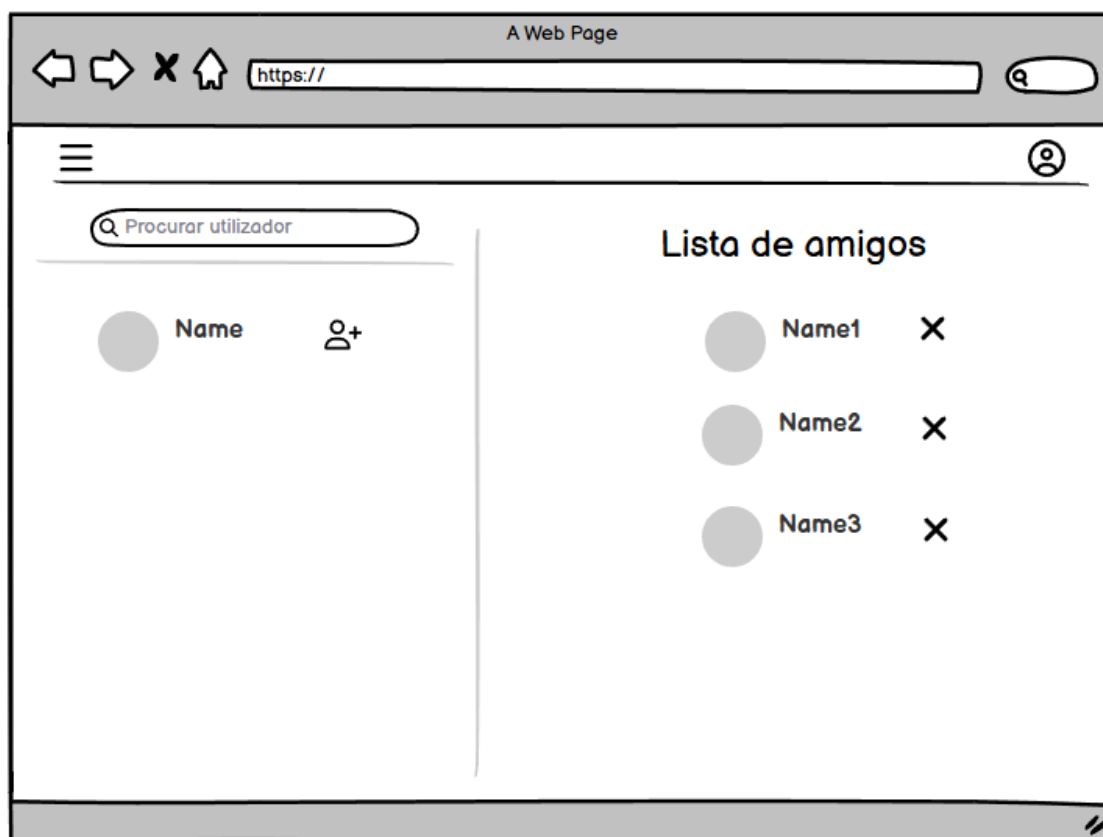 A Web Page
https://
Procurar utilizador
Name
Lista de amigos
Name1
Name2
Name3